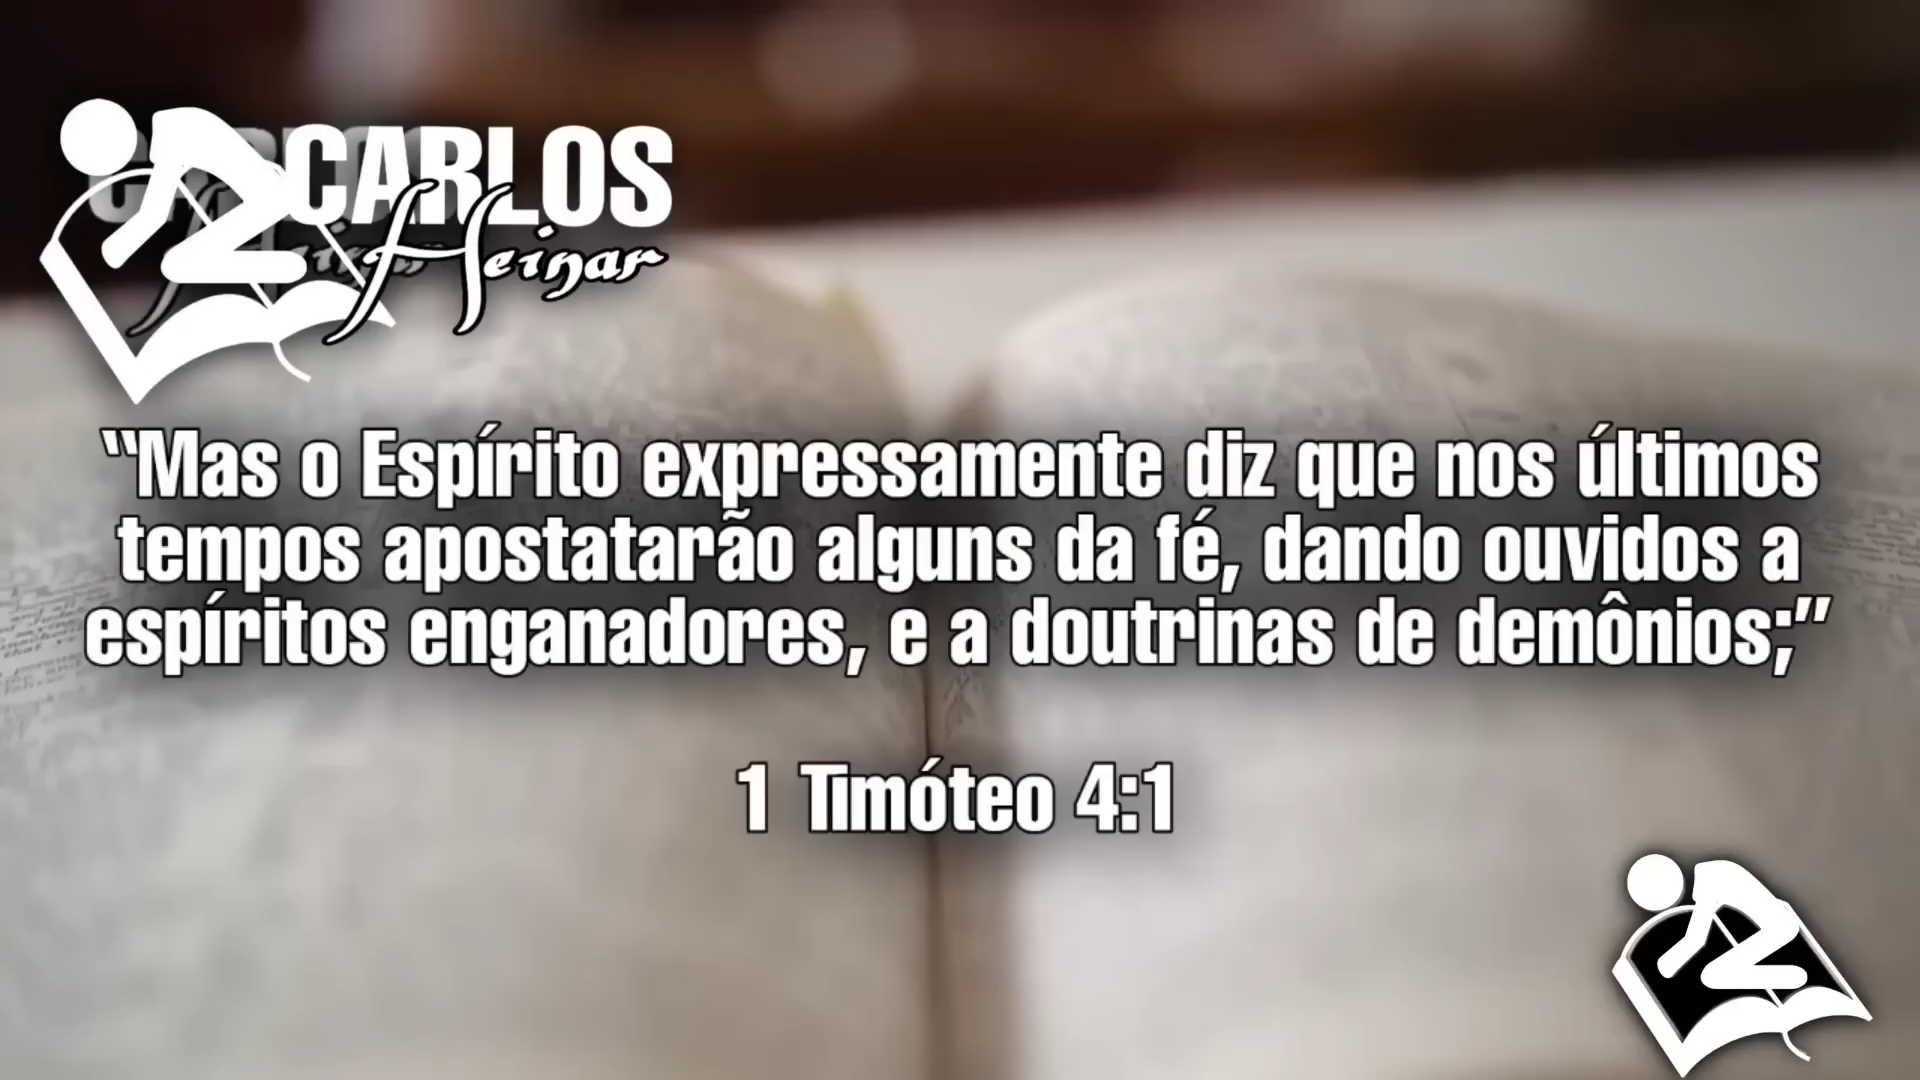 CARLOS
Heinar
“Mas o Espírito expressamente diz que nos últimos
tempos apostatarão alguns da fé, dando ouvidos a
espíritos enganadores, e a doutrinas de demônios;”
1 Timóteo 4:1